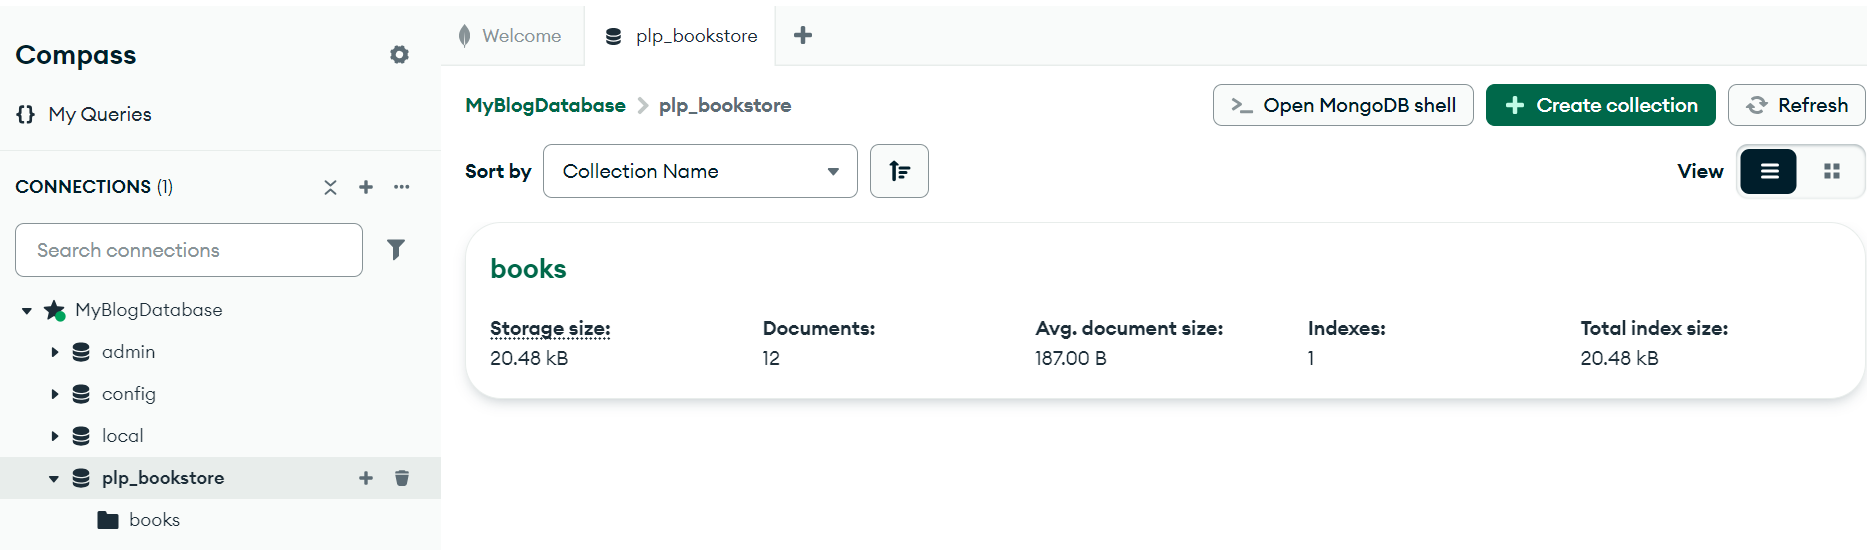 Compass
{} My Queries
CONNECTIONS (1)
Search connections
MyBlogDatabase
admin
config
local
plp_bookstore
books
Welcome
plp_bookstore
MyBlogDatabase > plp_bookstore
>_ Open MongoDB shell
+ Create collection
Refresh
Sort by
Collection Name
View
books
Storage size: Documents: Avg. document size: Indexes: Total index size:
20.48 kB 12 187.00 B 1 20.48 kB